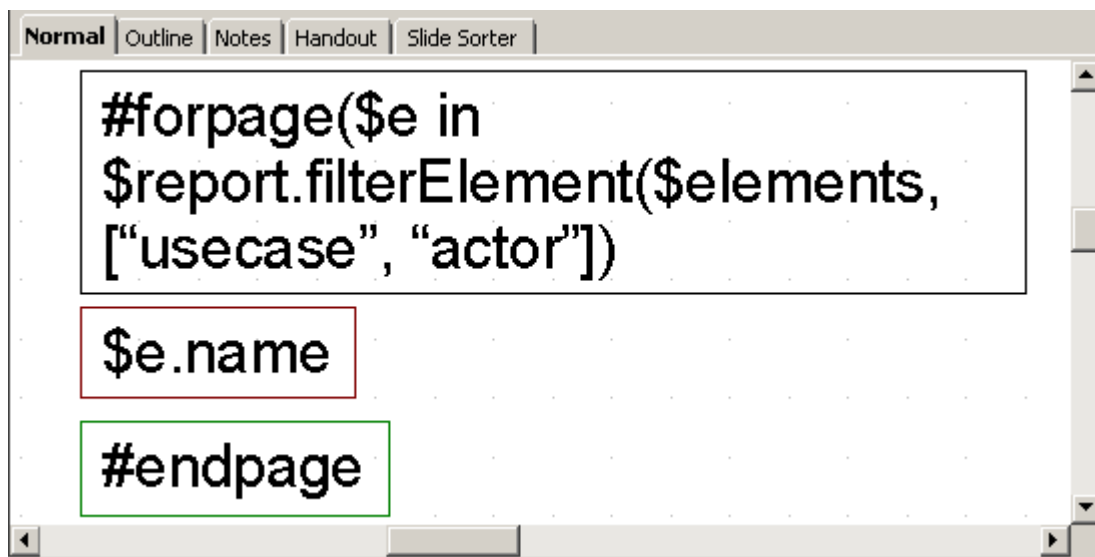 Normal Outline Notes Handout Slide Sorter
#forpage($e in
$report.filterElement($elements,
[“usecase”, “actor”])
$e.name
#endpage